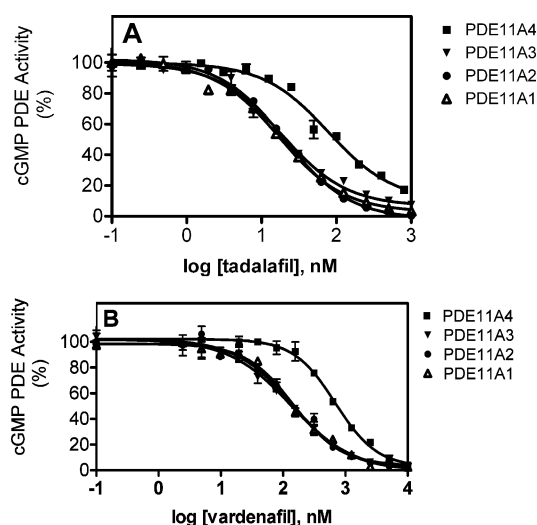 A
PDE11A4
PDE11A3
PDE11A2
PDE11A1
cGMP PDE Activity
(%)
100
80
60
40
20
0
-1 0 1 2 3
log [tadalafil], nM
B
PDE11A4
PDE11A3
PDE11A2
PDE11A1
cGMP PDE Activity
(%)
100
80
60
40
20
0
-1 0 1 2 3 4
log [vardenafil], nM